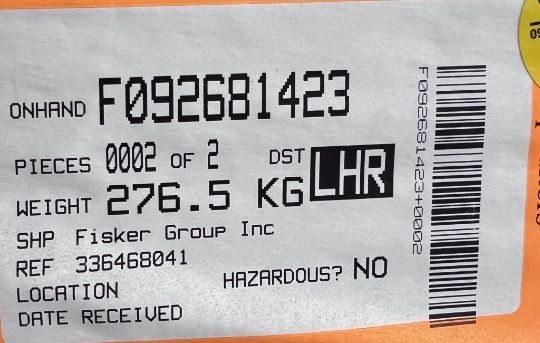 ONHAND F092681423
PIECES 0002 OF 2 DST LHR
WEIGHT 276.5 KG
SHP Fisker Group Inc
REF 336468041
HAZARDOUS? NO
LOCATION
DATE RECEIVED
F092681423+0002
09